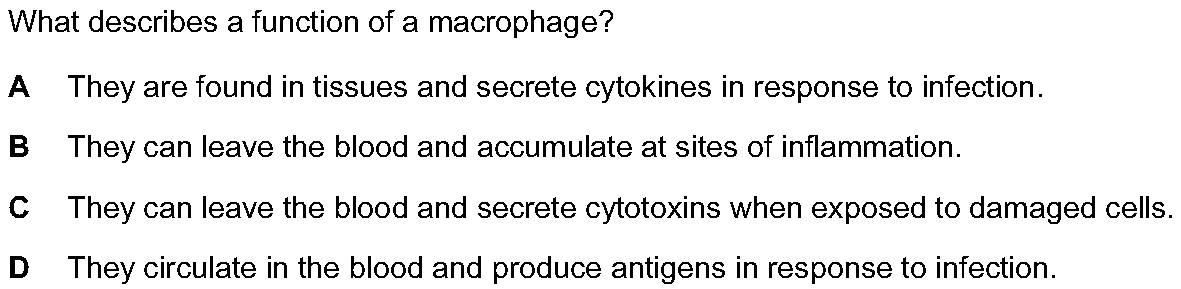 What describes a function of a macrophage?
A They are found in tissues and secrete cytokines in response to infection.
B They can leave the blood and accumulate at sites of inflammation.
C They can leave the blood and secrete cytotoxins when exposed to damaged cells.
D They circulate in the blood and produce antigens in response to infection.